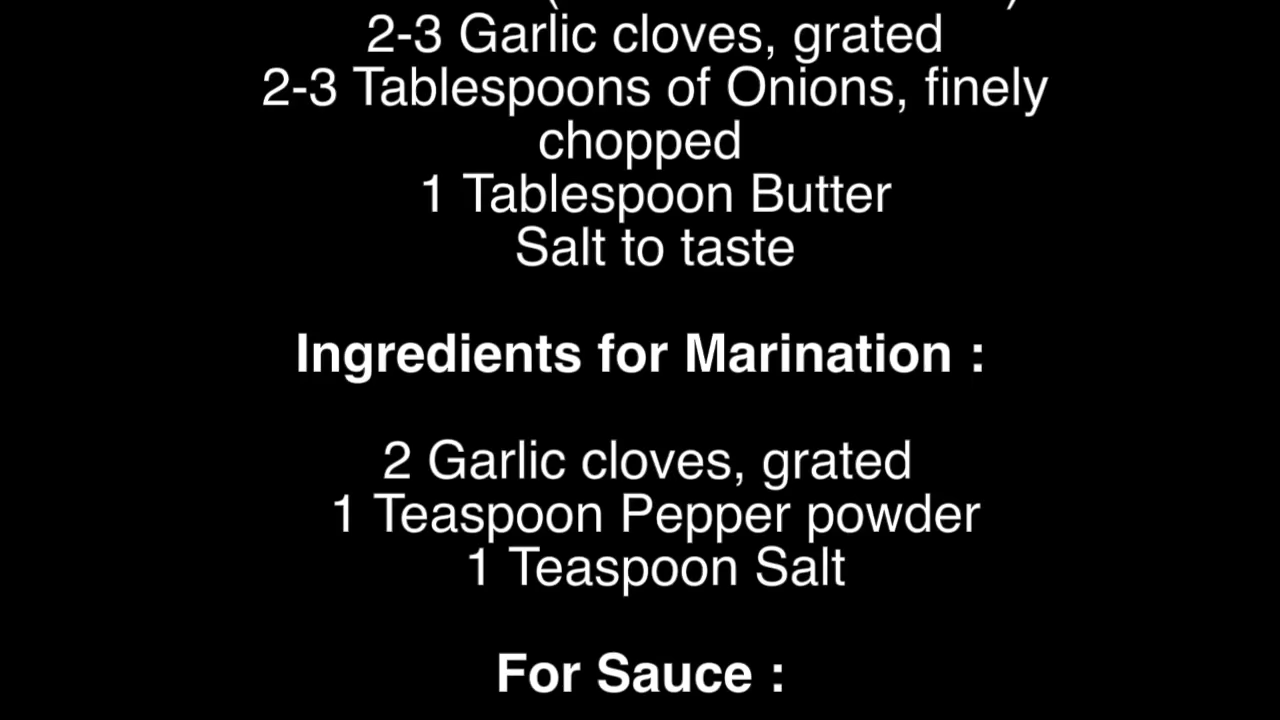 2-3 Garlic cloves, grated
2-3 Tablespoons of Onions, finely
chopped
1 Tablespoon Butter
Salt to taste
Ingredients for Marination :
2 Garlic cloves, grated
1 Teaspoon Pepper powder
1 Teaspoon Salt
For Sauce :